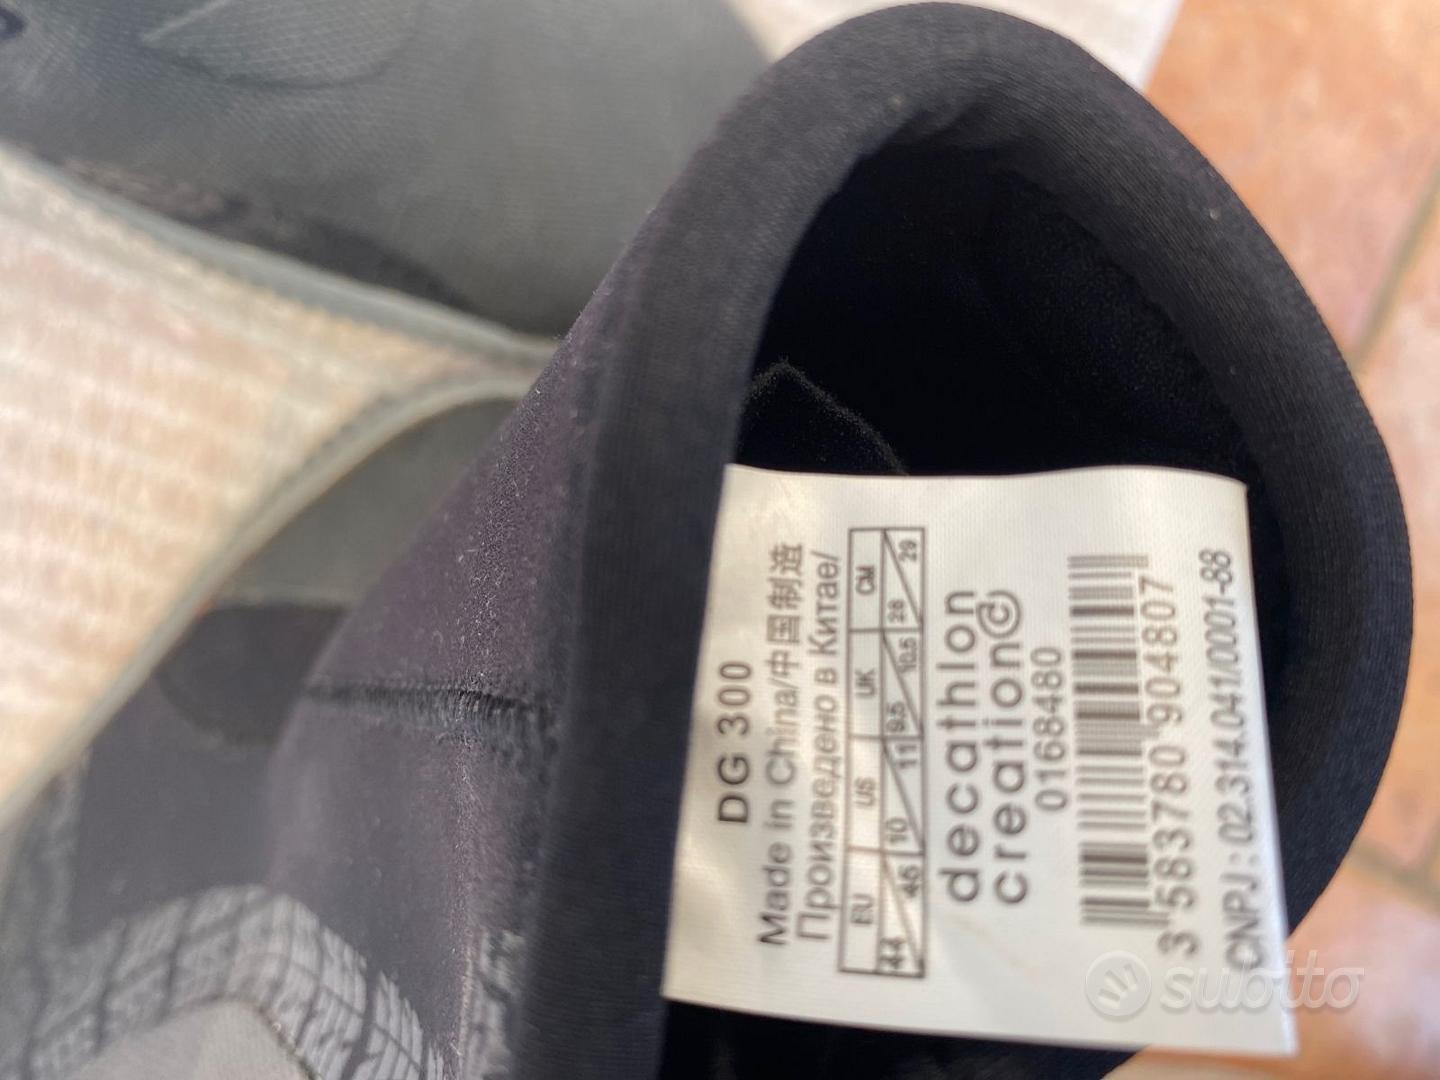 DG 300
Made in China/中国制造
Произведено в Китае/
EU US UK CM
44 46 10 11 9.5 10.5 28 29
decathlon
creation©
0168480
3 583780 904807
CNPJ : 02.314.041/0001-88
subito